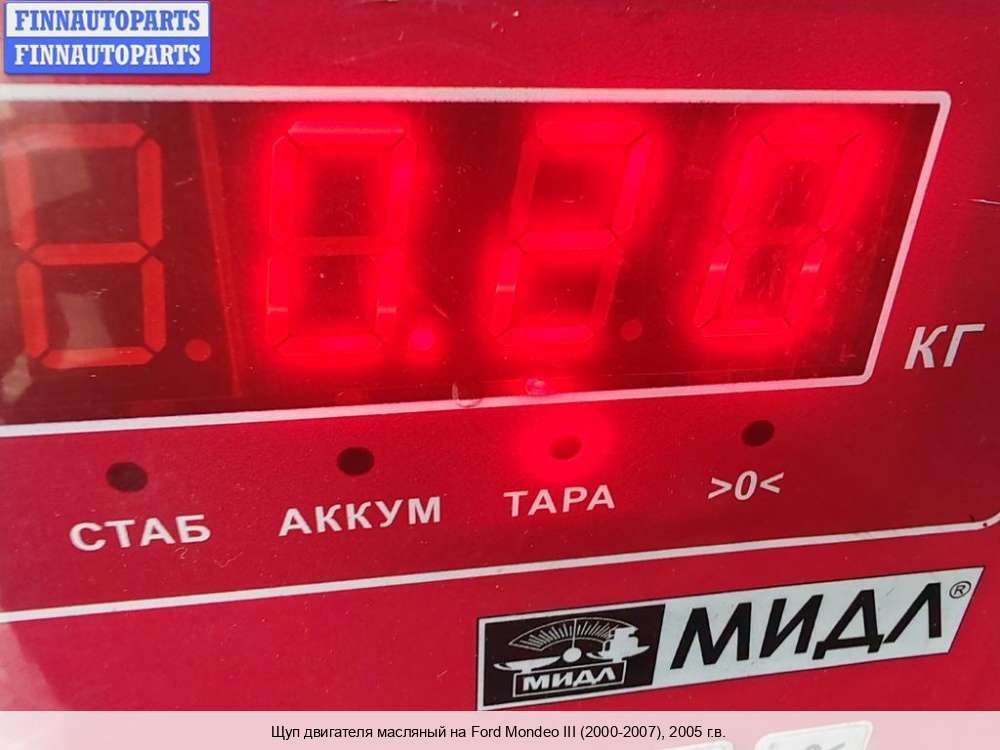 FINNAUTOPARTS
FINNAUTOPARTS
0.20
КГ
СТАБ АККУМ ТАРА >0<
МИДЛ МИДЛ®
Щуп двигателя масляный на Ford Mondeo III (2000-2007), 2005 г.в.